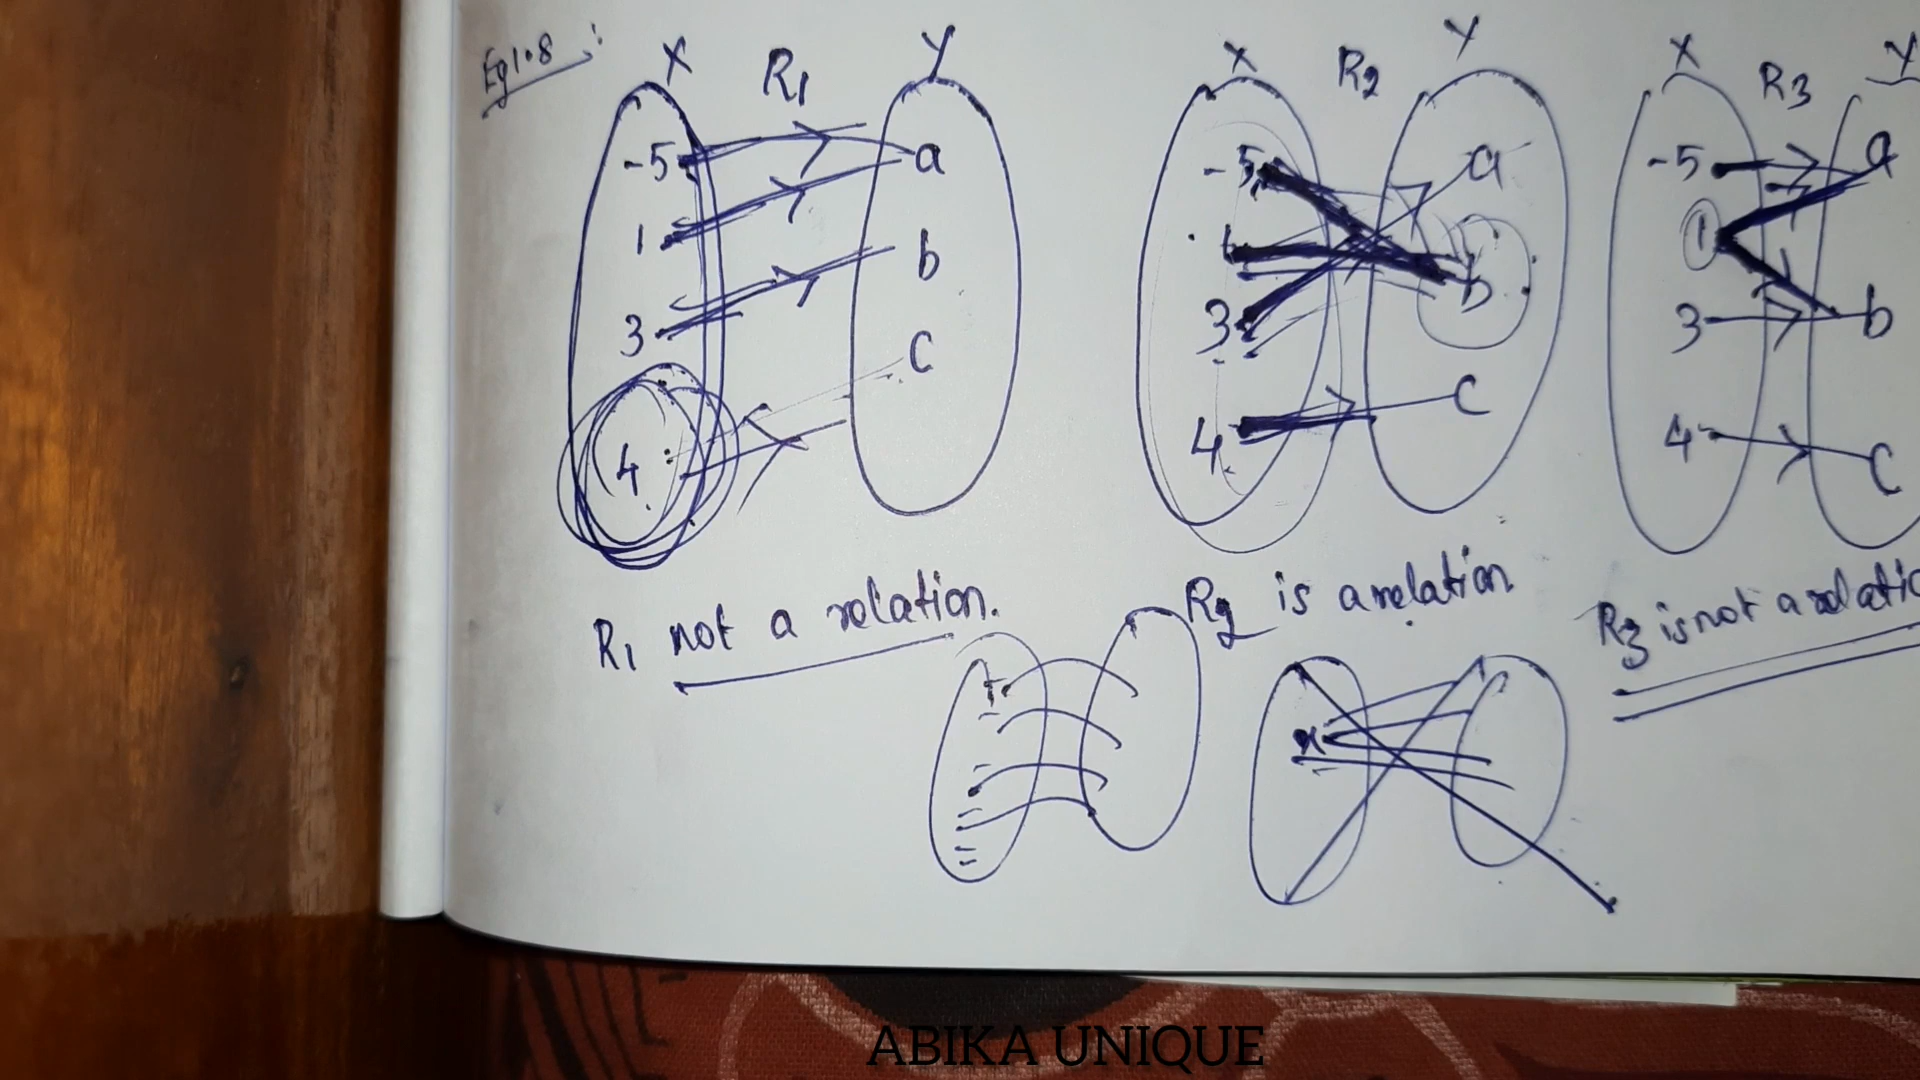 Eg 1.8 :
X R1 Y
-5 a
1 b
3 c
4
R1 not a relation.
X R2 Y
-5 a
1 b
3 c
4
R2 is a relation
X R3 Y
-5 a
1 b
3 c
4
R3 is not a relatio
x
ABIKA UNIQUE